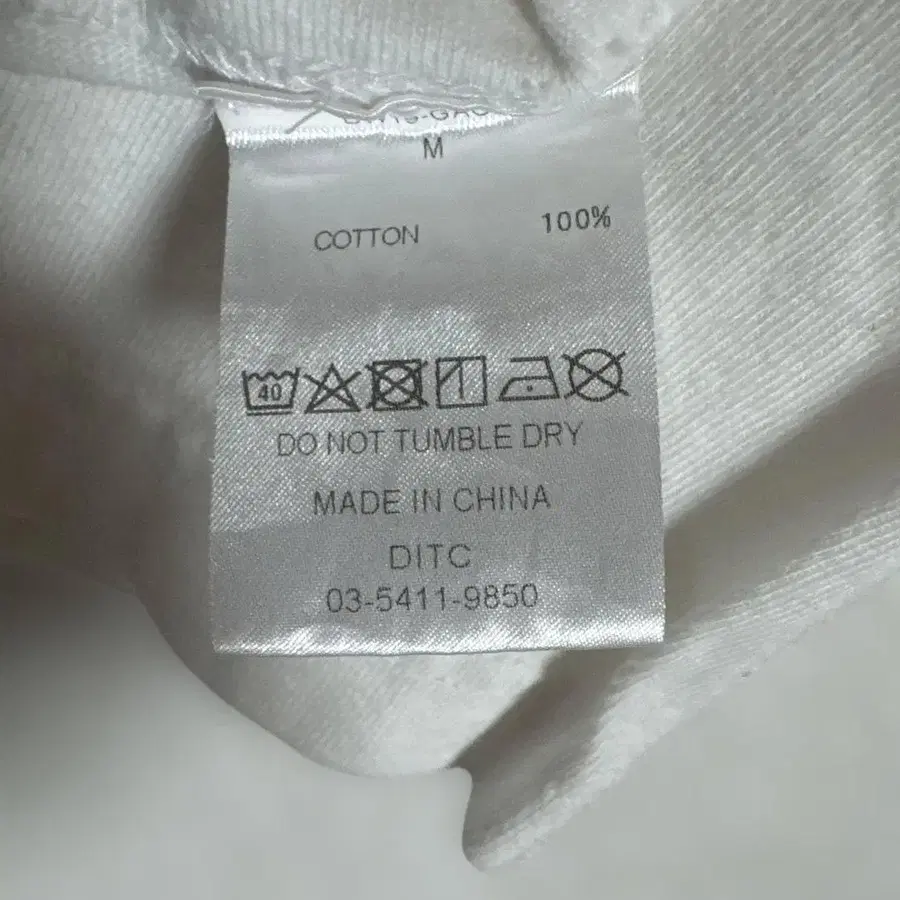 M
COTTON 100%
40
DO NOT TUMBLE DRY
MADE IN CHINA
DITC
03-5411-9850